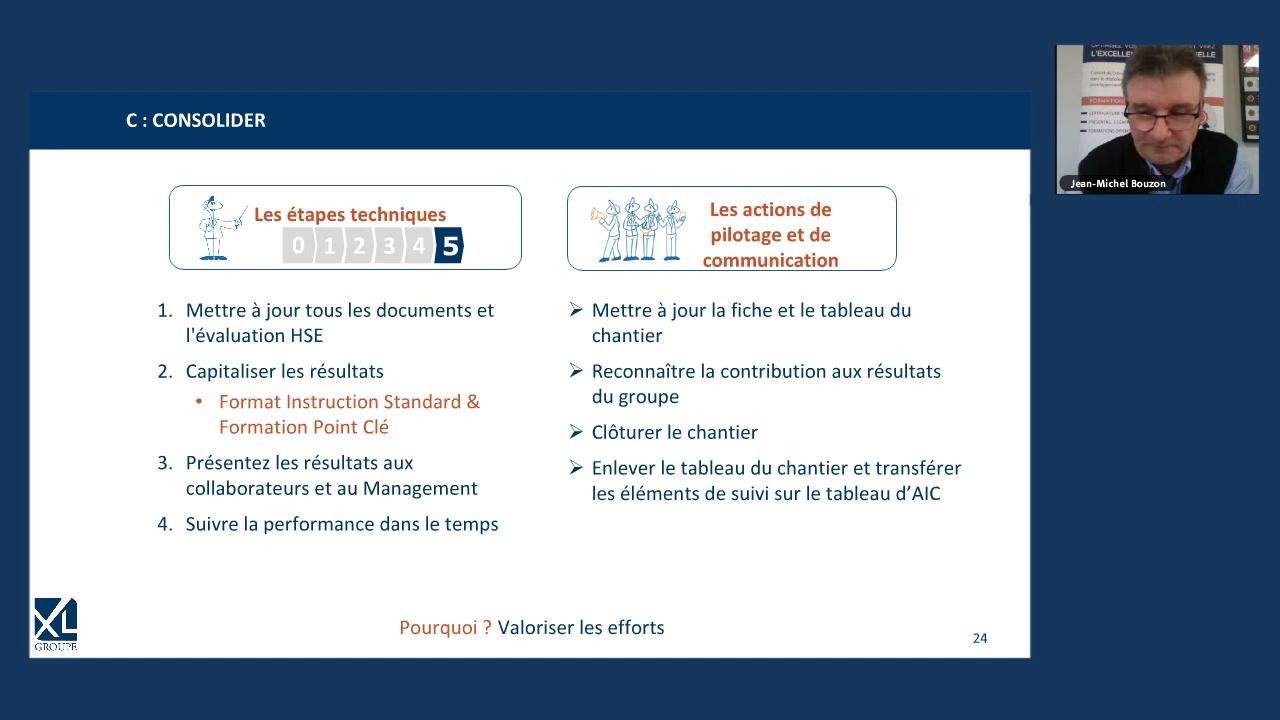 C : CONSOLIDER
Les étapes techniques
0 1 2 3 4 5
Les actions de
pilotage et de
communication
1. Mettre à jour tous les documents et
l'évaluation HSE
2. Capitaliser les résultats
• Format Instruction Standard &
Formation Point Clé
3. Présentez les résultats aux
collaborateurs et au Management
4. Suivre la performance dans le temps
➢ Mettre à jour la fiche et le tableau du
chantier
➢ Reconnaître la contribution aux résultats
du groupe
➢ Clôturer le chantier
➢ Enlever le tableau du chantier et transférer
les éléments de suivi sur le tableau d’AIC
Pourquoi ? Valoriser les efforts
24
XL
GROUPE
Jean-Michel Bouzon